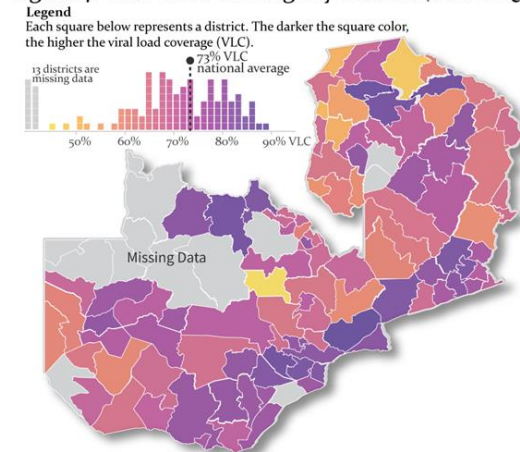 Legend
Each square below represents a district. The darker the square color,
the higher the viral load coverage (VLC).
73% VLC
national average
13 districts are
missing data
50% 60% 70% 80% 90% VLC
Missing Data